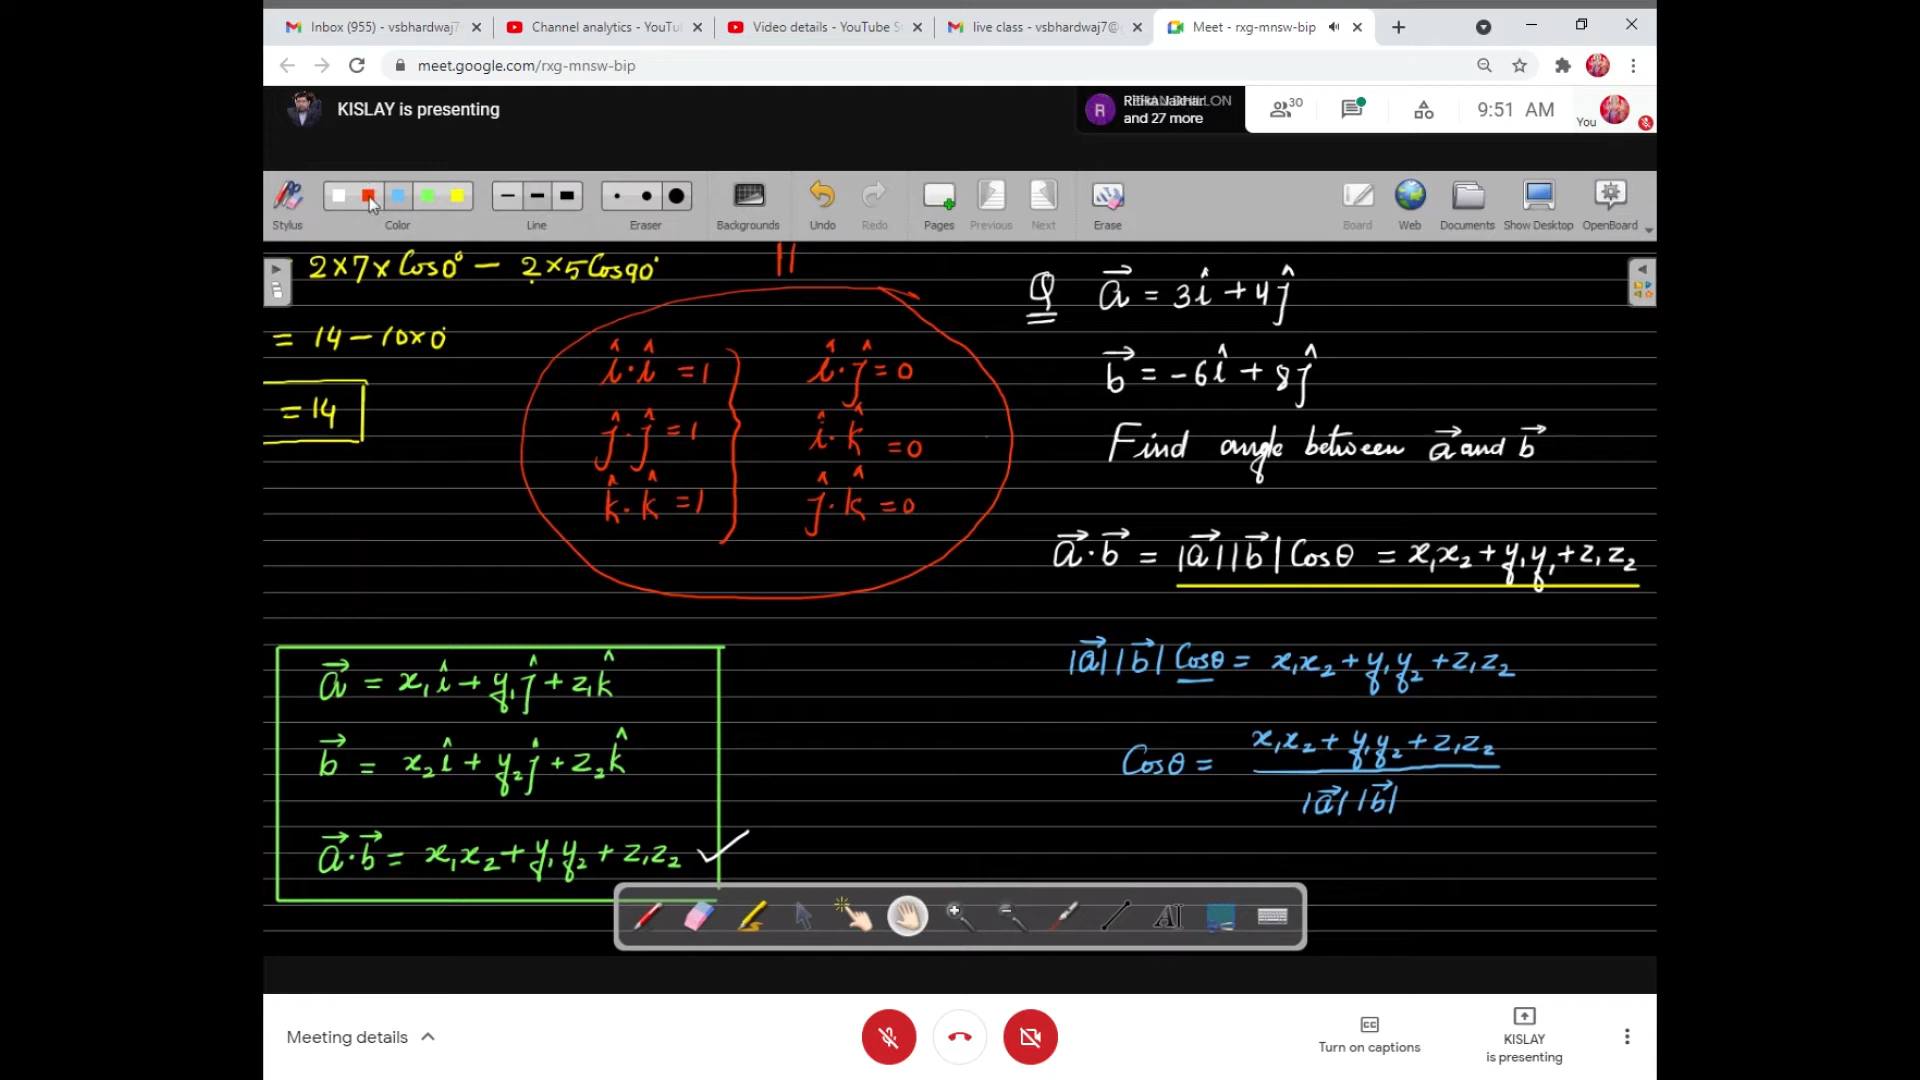 Inbox (955) - vsbhardwaj7
Channel analytics - YouTu
Video details - YouTube S
live class - vsbhardwaj7@
Meet - rxg-mnsw-bip
meet.google.com/rxg-mnsw-bip
KISLAY is presenting
R
and 27 more
30
9:51 AM
You
Stylus
Color
Line
Eraser
Backgrounds
Undo
Redo
Pages
Previous
Next
Erase
Board
Web
Documents
Show Desktop
OpenBoard
2×7×Cos0° − 2×5Cos90°
= 14 − 10×0
= 14
î·î = 1
ĵ·ĵ = 1
k̂·k̂ = 1
î·ĵ = 0
î·k̂ = 0
ĵ·k̂ = 0
a⃗ = x₁î + y₁ĵ + z₁k̂
b⃗ = x₂î + y₂ĵ + z₂k̂
a⃗·b⃗ = x₁x₂ + y₁y₂ + z₁z₂ ✓
Q a⃗ = 3î + 4ĵ
b⃗ = -6î + 8ĵ
Find angle between a⃗ and b⃗
a⃗·b⃗ = |a⃗||b⃗|Cosθ = x₁x₂ + y₁y₁ + z₁z₂
|a⃗||b⃗|Cosθ = x₁x₂ + y₁y₂ + z₁z₂
Cosθ = x₁x₂ + y₁y₂ + z₁z₂
|a⃗||b⃗|
AI
Meeting details
Turn on captions
KISLAY
is presenting